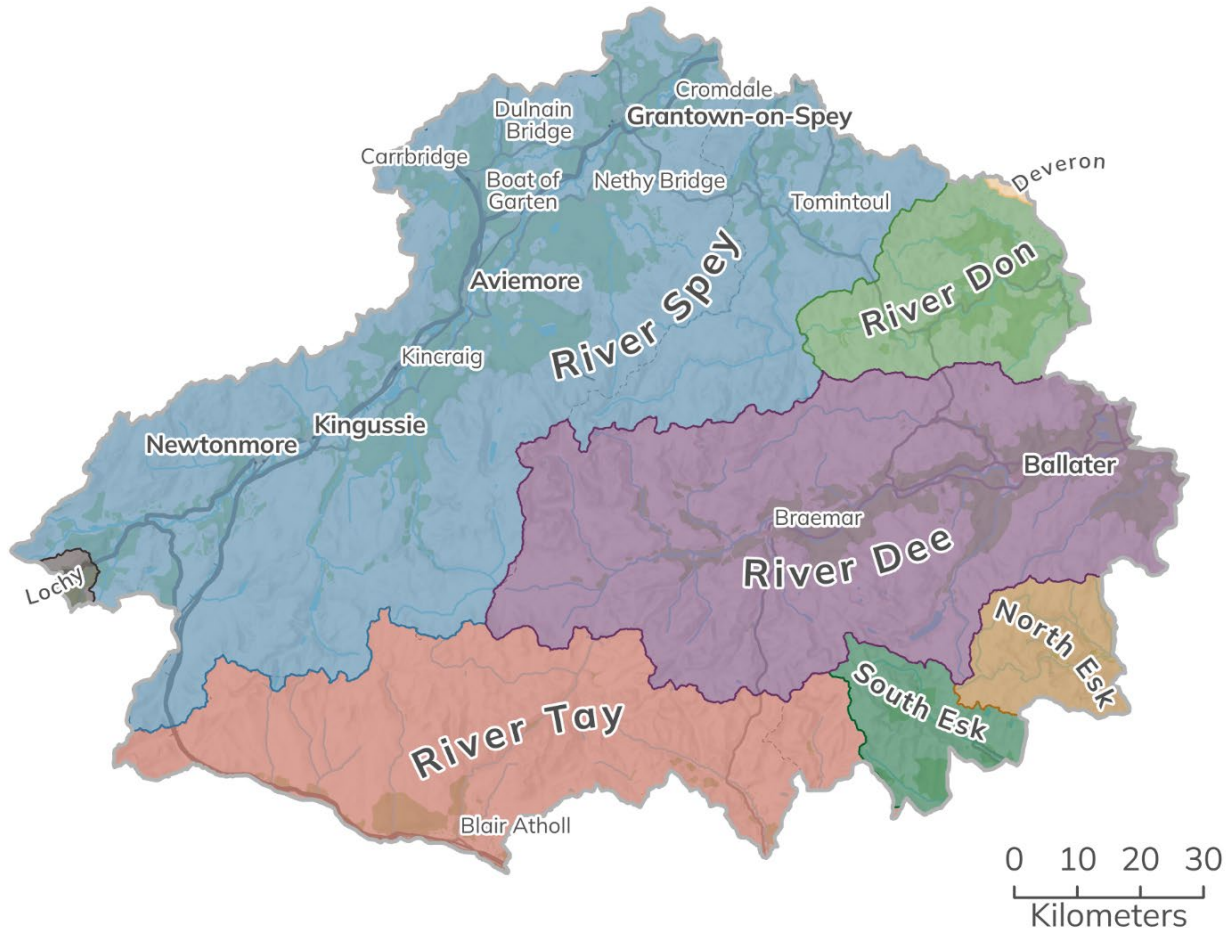 Cromdale
Dulnain
Bridge
Grantown-on-Spey
Carrbridge
Deveron
Boat of
Garten
Nethy Bridge
Tomintoul
River Spey
River Don
Aviemore
Kincraig
Kingussie
Newtonmore
Ballater
Braemar
River Dee
Lochy
North Esk
South Esk
River Tay
Blair Atholl
0 10 20 30
Kilometers